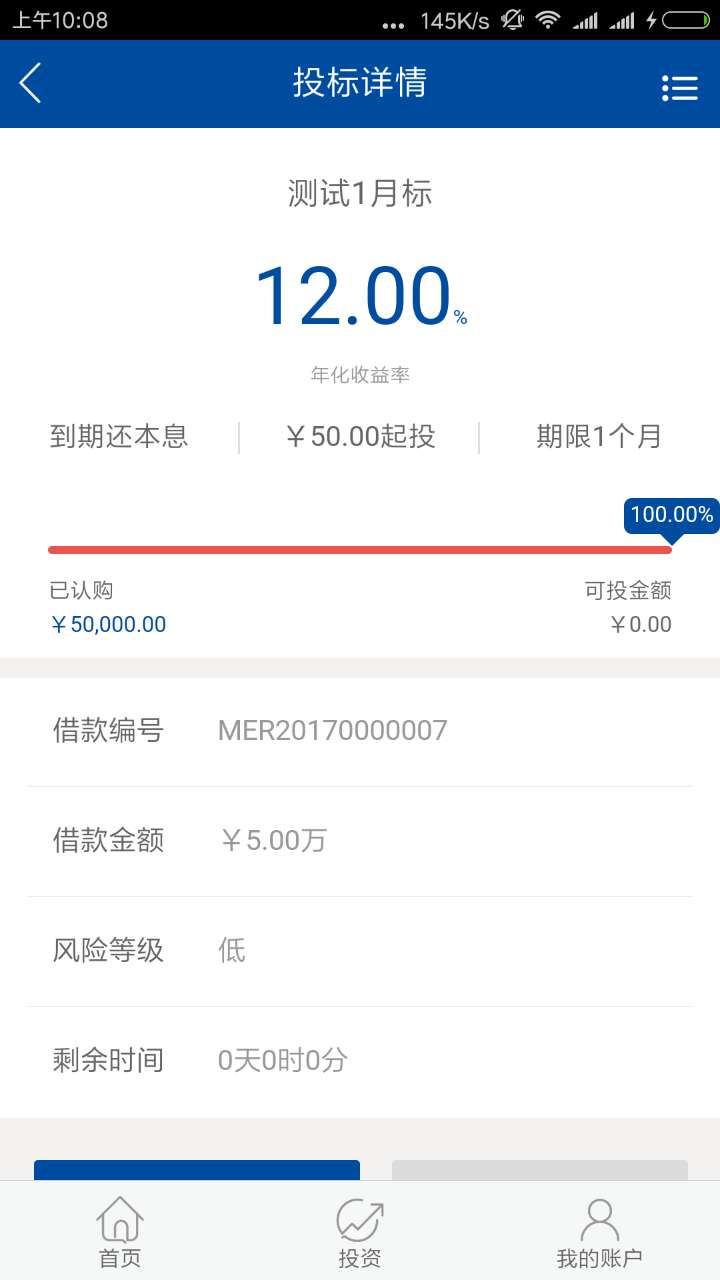 上午10:08
... 145K/s
投标详情
测试1月标
12.00%
年化收益率
到期还本息 ￥50.00起投 期限1个月
100.00%
已认购 可投金额
￥50,000.00 ￥0.00
借款编号 MER20170000007
借款金额 ￥5.00万
风险等级 低
剩余时间 0天0时0分
首页 投资 我的账户